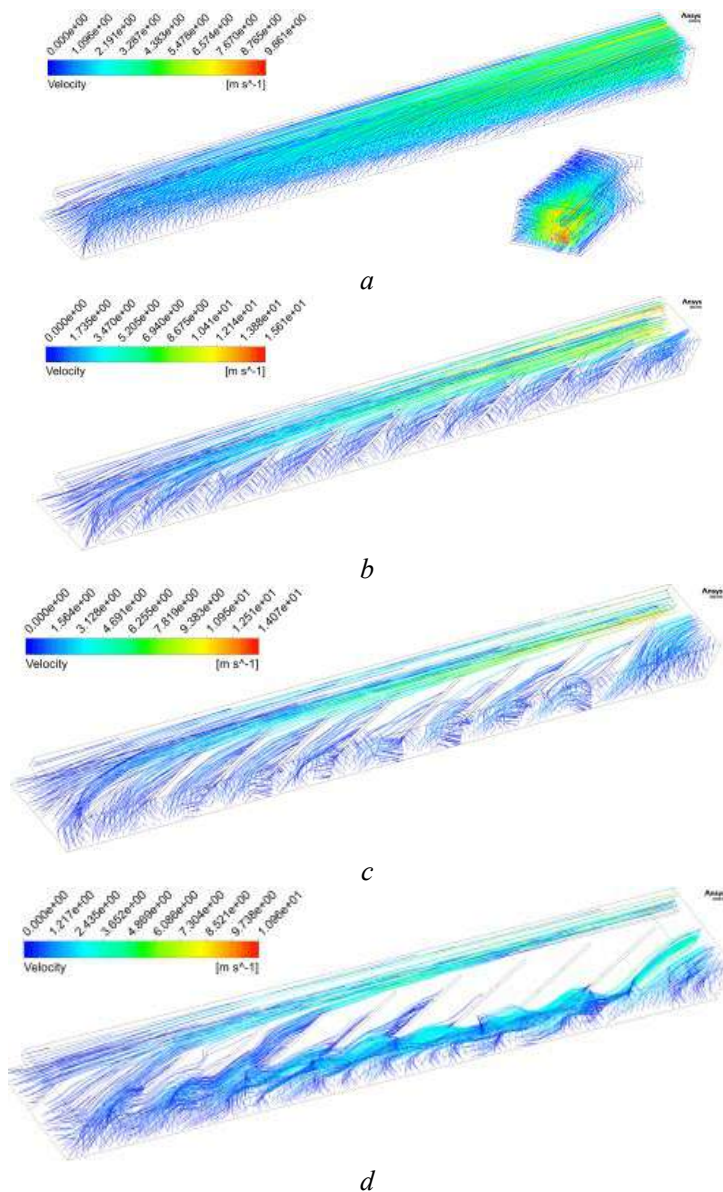 0.000e+00
1.096e+00
2.191e+00
3.287e+00
4.383e+00
5.478e+00
6.574e+00
7.670e+00
8.765e+00
9.861e+00
Velocity [m s^-1]
Ansys
a
0.000e+00
1.735e+00
3.470e+00
5.205e+00
6.940e+00
8.675e+00
1.041e+01
1.214e+01
1.388e+01
1.561e+01
Velocity [m s^-1]
Ansys
b
0.000e+00
1.564e+00
3.128e+00
4.691e+00
6.255e+00
7.819e+00
9.383e+00
1.095e+01
1.251e+01
1.407e+01
Velocity [m s^-1]
Ansys
c
0.000e+00
1.217e+00
2.435e+00
3.652e+00
4.869e+00
6.086e+00
7.304e+00
8.521e+00
9.738e+00
1.096e+01
Velocity [m s^-1]
Ansys
d